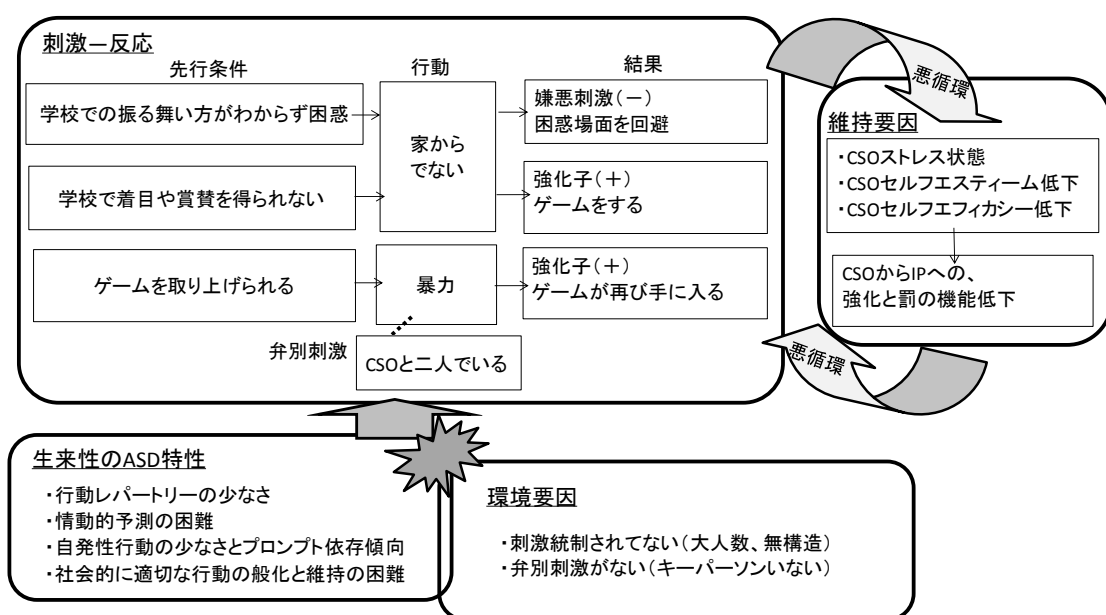 刺激―反応
先行条件
行動
結果
学校での振る舞い方がわからず困惑
家から
でない
嫌悪刺激(-)
困惑場面を回避
学校で着目や賞賛を得られない
強化子(+)
ゲームをする
ゲームを取り上げられる
暴力
強化子(+)
ゲームが再び手に入る
弁別刺激
CSOと二人でいる
悪循環
維持要因
・CSOストレス状態
・CSOセルフエスティーム低下
・CSOセルフエフィカシー低下
CSOからIPへの、
強化と罰の機能低下
悪循環
生来性のASD特性
・行動レパートリーの少なさ
・情動的予測の困難
・自発性行動の少なさとプロンプト依存傾向
・社会的に適切な行動の般化と維持の困難
環境要因
・刺激統制されてない(大人数、無構造)
・弁別刺激がない(キーパーソンいない)